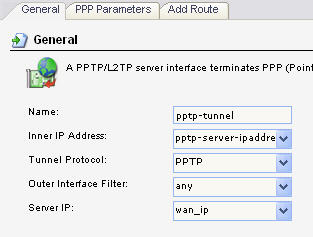 General PPP Parameters Add Route
General
A PPTP/L2TP server interface terminates PPP (Poin
Name: pptp-tunnel
Inner IP Address: pptp-server-ipaddre
Tunnel Protocol: PPTP
Outer Interface Filter: any
Server IP: wan_ip